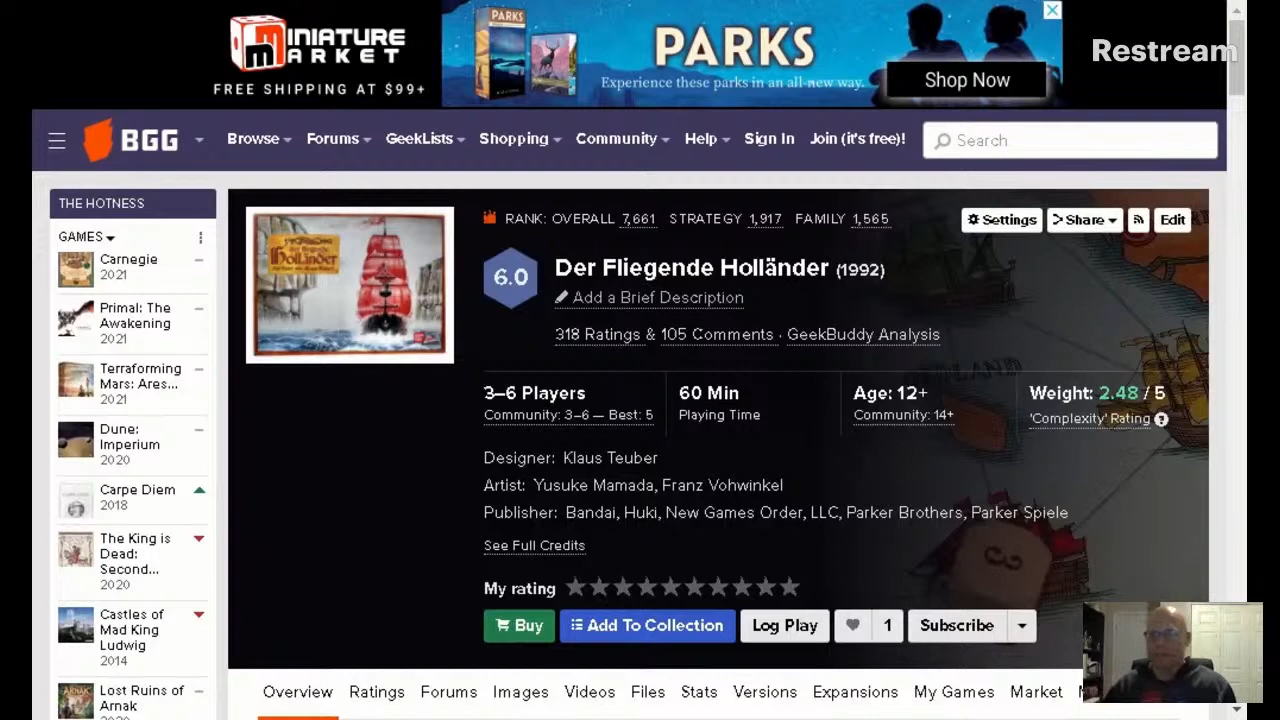 MINIATURE MARKET
FREE SHIPPING AT $99+
PARKS
PARKS
Experience these parks in an all-new way.
Shop Now
Restream
BGG
Browse
Forums
GeekLists
Shopping
Community
Help
Sign In
Join (it's free)!
Search
THE HOTNESS
GAMES
Carnegie
2021
Primal: The
Awakening
2021
Terraforming
Mars: Ares...
2021
Dune:
Imperium
2020
Carpe Diem
2018
The King is
Dead:
Second...
2020
Castles of
Mad King
Ludwig
2014
Lost Ruins of
Arnak
der fliegende
Holländer
RANK: OVERALL 7,661 STRATEGY 1,917 FAMILY 1,565
Settings
Share
Edit
6.0
Der Fliegende Holländer (1992)
Add a Brief Description
318 Ratings & 105 Comments · GeekBuddy Analysis
3–6 Players
Community: 3–6 — Best: 5
60 Min
Playing Time
Age: 12+
Community: 14+
Weight: 2.48 / 5
'Complexity' Rating ?
Designer: Klaus Teuber
Artist: Yusuke Mamada, Franz Vohwinkel
Publisher: Bandai, Huki, New Games Order, LLC, Parker Brothers, Parker Spiele
See Full Credits
My rating
Buy
Add To Collection
Log Play
1
Subscribe
Overview
Ratings
Forums
Images
Videos
Files
Stats
Versions
Expansions
My Games
Market